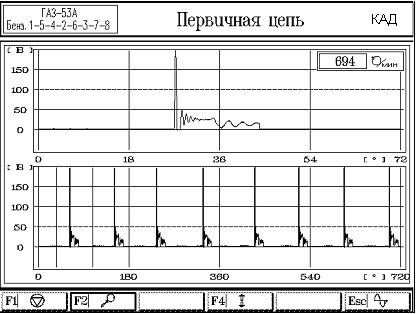 ГАЗ-53А
Бенз. 1-5-4-2-6-3-7-8
Первичная цепь
КАД
[ В ]
694 /мин
150
100
50
0
0 18 36 54 [ ° ] 72
[ В ]
150
100
50
0
0 180 360 540 [ ° ] 720
F1 F2 F4 Esc